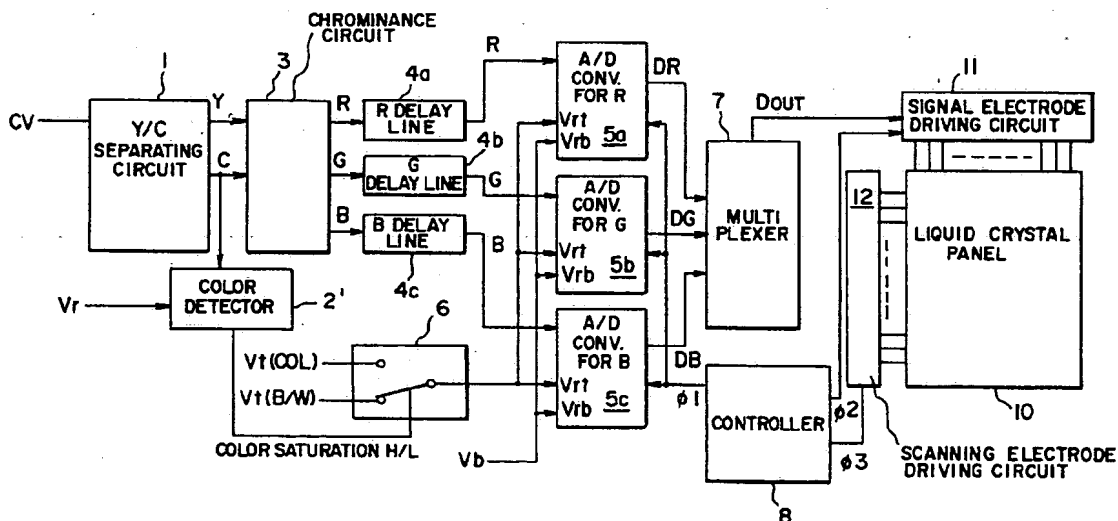 CHROMINANCE
CIRCUIT
1
3
CV
Y/C
SEPARATING
CIRCUIT
Y
C
R
G
B
4a
R DELAY
LINE
4b
G
DELAY LINE
B DELAY
LINE
4c
R
G
B
A/D
CONV.
FOR R
Vrt
Vrb
5a
A/D
CONV.
FOR G
Vrt
Vrb
5b
A/D
CONV.
FOR B
Vrt
Vrb
5c
DR
DG
DB
7
MULTI
PLEXER
DOUT
11
SIGNAL ELECTRODE
DRIVING CIRCUIT
12
LIQUID CRYSTAL
PANEL
10
Vr
COLOR
DETECTOR
2'
6
Vt(COL)
Vt(B/W)
COLOR SATURATION H/L
Vb
φ1
CONTROLLER
8
φ2
φ3
SCANNING ELECTRODE
DRIVING CIRCUIT